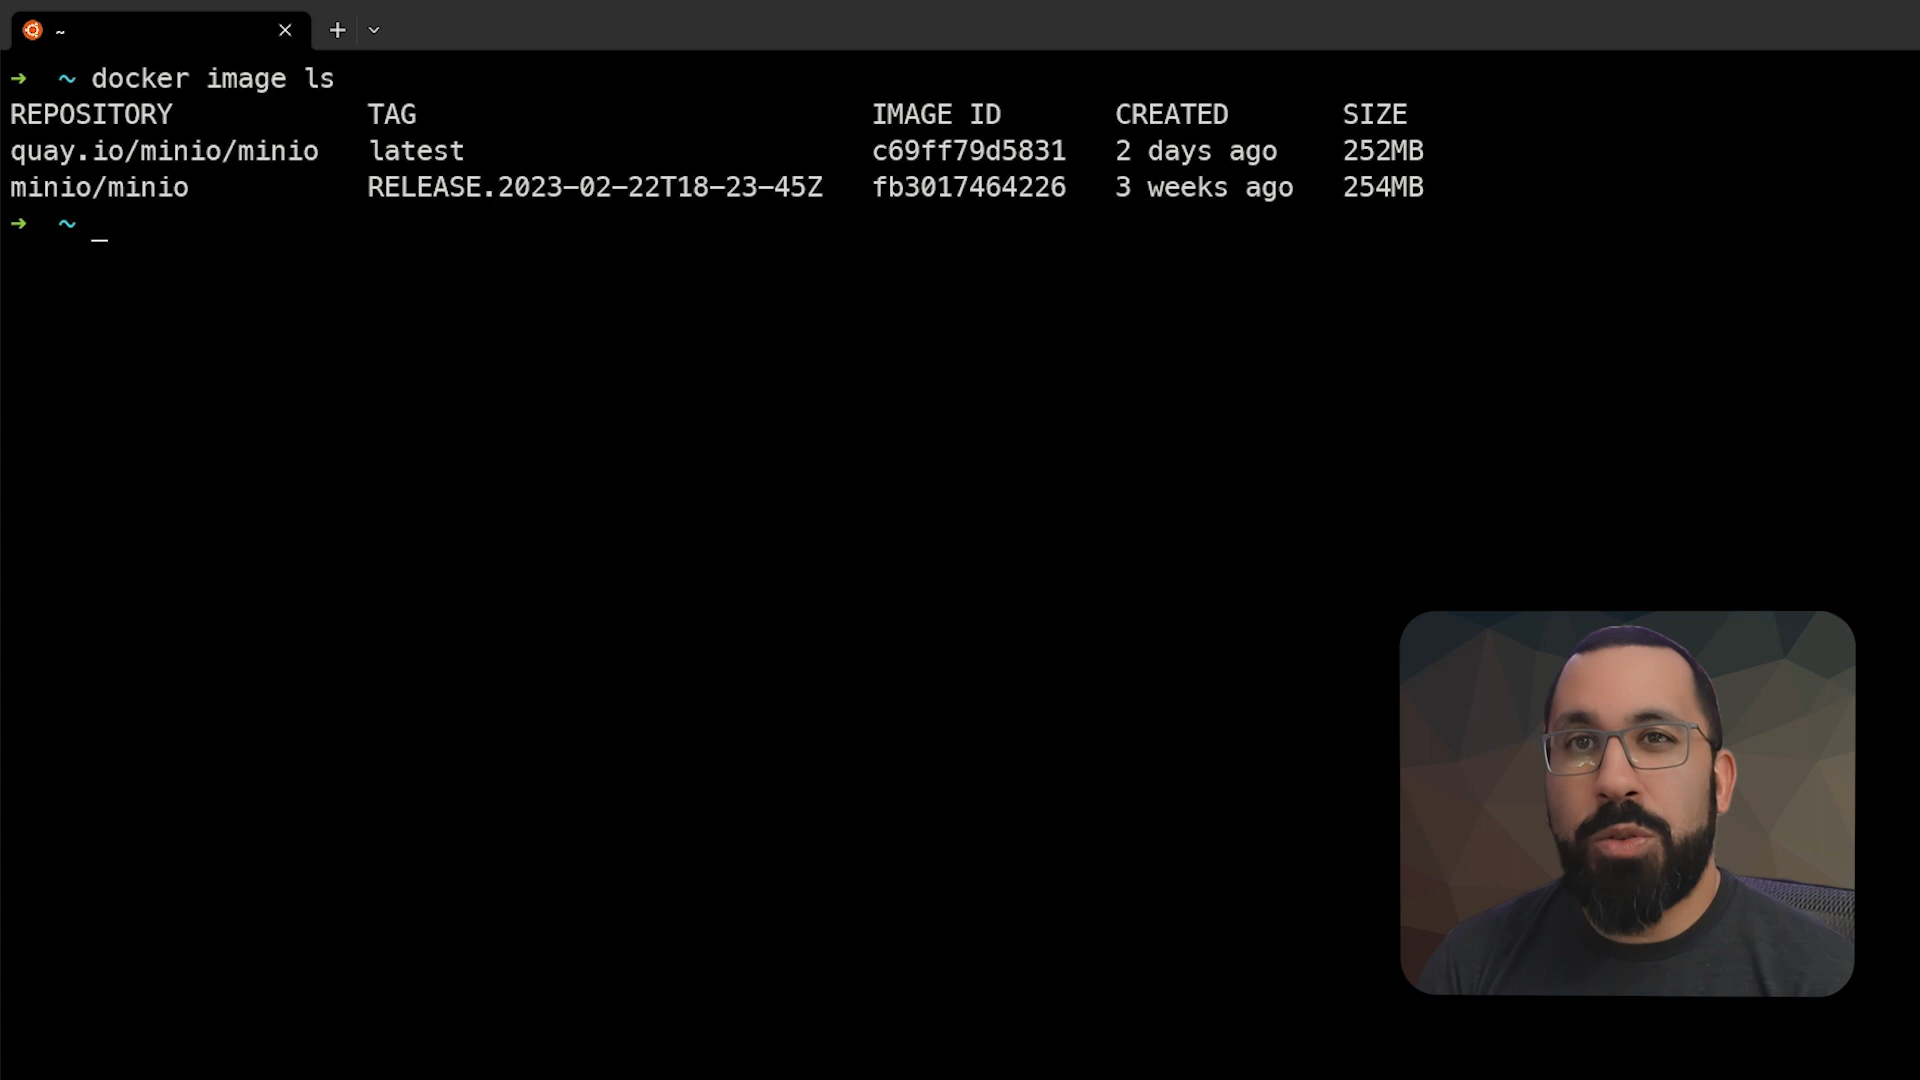 ~
➜ ~ docker image ls
REPOSITORY TAG IMAGE ID CREATED SIZE
quay.io/minio/minio latest c69ff79d5831 2 days ago 252MB
minio/minio RELEASE.2023-02-22T18-23-45Z fb3017464226 3 weeks ago 254MB
➜ ~ _